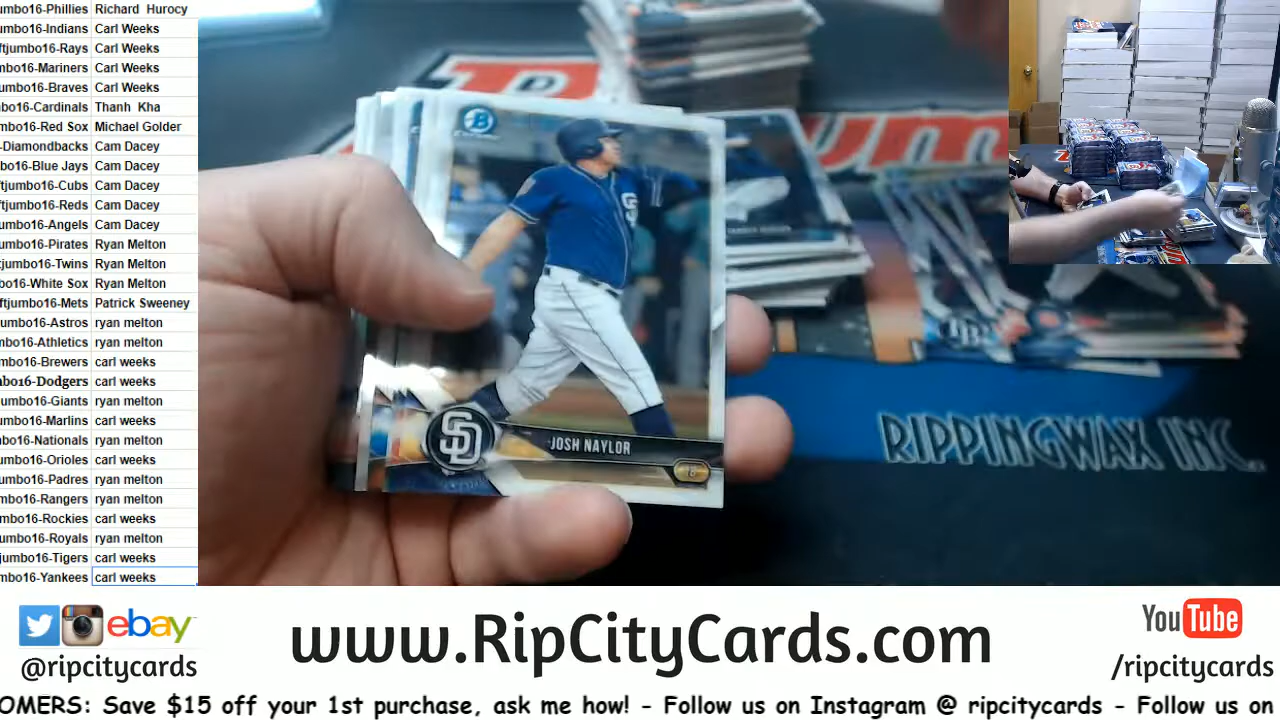 umbo16-Phillies Richard Hurocy
umbo16-Indians Carl Weeks
ftjumbo16-Rays Carl Weeks
mbo16-Mariners Carl Weeks
umbo16-Braves Carl Weeks
bo16-Cardinals Thanh Kha
mbo16-Red Sox Michael Golder
-Diamondbacks Cam Dacey
bo16-Blue Jays Cam Dacey
ftjumbo16-Cubs Cam Dacey
ftjumbo16-Reds Cam Dacey
umbo16-Angels Cam Dacey
umbo16-Pirates Ryan Melton
tjumbo16-Twins Ryan Melton
bo16-White Sox Ryan Melton
ftjumbo16-Mets Patrick Sweeney
umbo16-Astros ryan melton
mbo16-Athletics ryan melton
mbo16-Brewers carl weeks
mbo16-Dodgers carl weeks
jumbo16-Giants ryan melton
umbo16-Marlins carl weeks
bo16-Nationals ryan melton
umbo16-Orioles carl weeks
umbo16-Padres ryan melton
mbo16-Rangers ryan melton
mbo16-Rockies carl weeks
umbo16-Royals ryan melton
jumbo16-Tigers carl weeks
mbo16-Yankees carl weeks
SD
JOSH NAYLOR
RIPPINGWAX INC.
ebay
@ripcitycards
www.RipCityCards.com
YouTube
/ripcitycards
OMERS: Save $15 off your 1st purchase, ask me how! - Follow us on Instagram @ ripcitycards - Follow us on